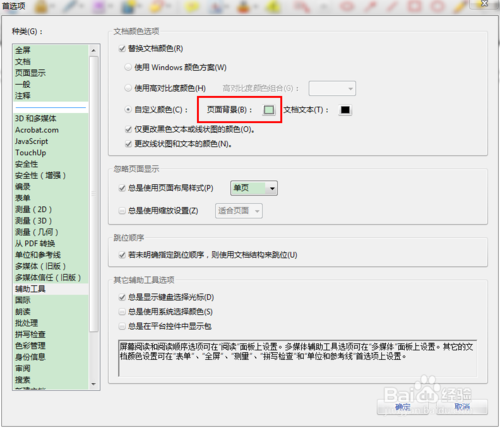 首选项
种类(G):
全屏
文档
页面显示
一般
注释
3D 和多媒体
Acrobat.com
JavaScript
TouchUp
安全性
安全性（增强）
编录
表单
测量（2D）
测量（3D）
测量（几何）
从 PDF 转换
单位和参考线
多媒体（旧版）
多媒体信任（旧版）
辅助工具
国际
朗读
批处理
拼写检查
色彩管理
身份信息
审阅
搜索
文档颜色选项
替换文档颜色(R)
使用 Windows 颜色方案(W)
使用高对比度颜色(H) 高对比度颜色组合(G):
自定义颜色(C): 页面背景(B): 文档文本(T):
仅更改黑色文本或线状图的颜色(O)。
更改线状图和文本的颜色(N)。
忽略页面显示
总是使用页面布局样式(P) 单页
总是使用缩放设置(Z) 适合页面
跳位顺序
若未明确指定跳位顺序，则使用文档结构来跳位(U)
其它辅助工具选项
总是显示键盘选择光标(D)
总是使用系统选择颜色(S)
总是在平台控件中显示包
屏幕阅读和阅读顺序选项可在“阅读”面板上设置。多媒体辅助工具选项可在“多媒体”面板上设置。其它的文
档颜色设置可在“表单”、“全屏”、“测量”、“拼写检查”和“单位和参考线”首选项上设置。
确定 取消
Baidu经验